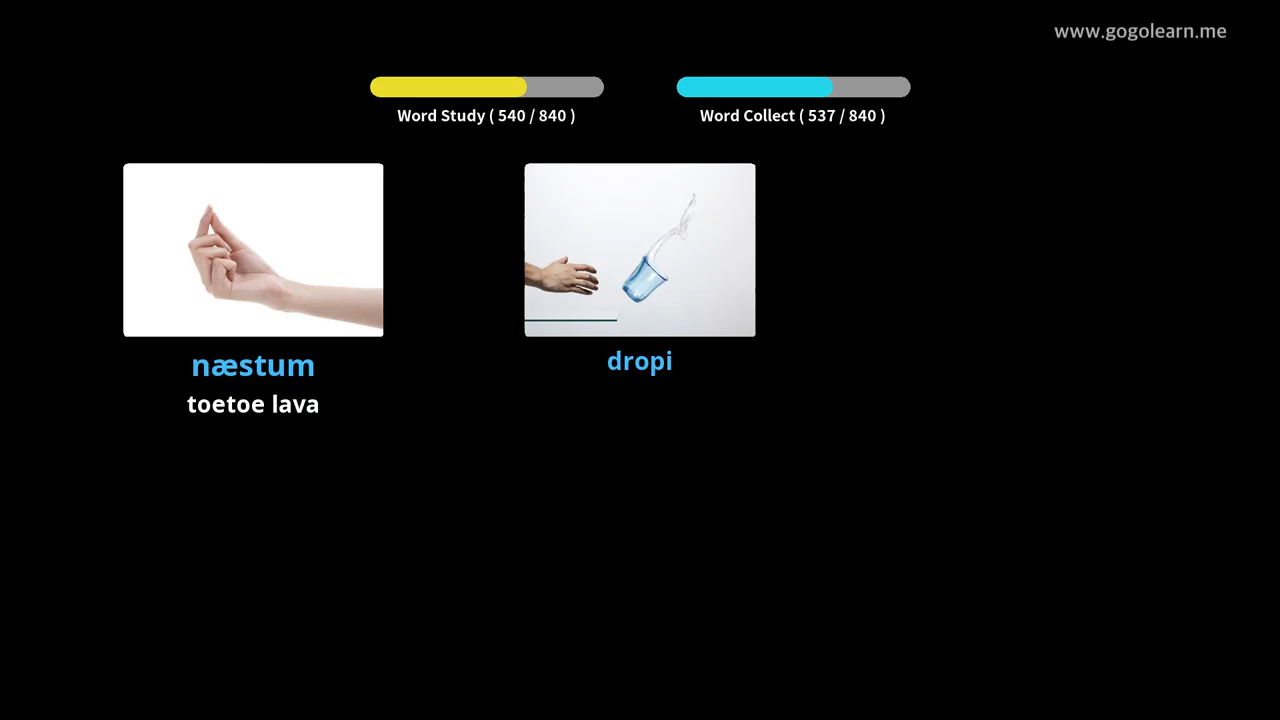 www.gogolearn.me
Word Study ( 540 / 840 )
Word Collect ( 537 / 840 )
næstum
toetoe lava
dropi